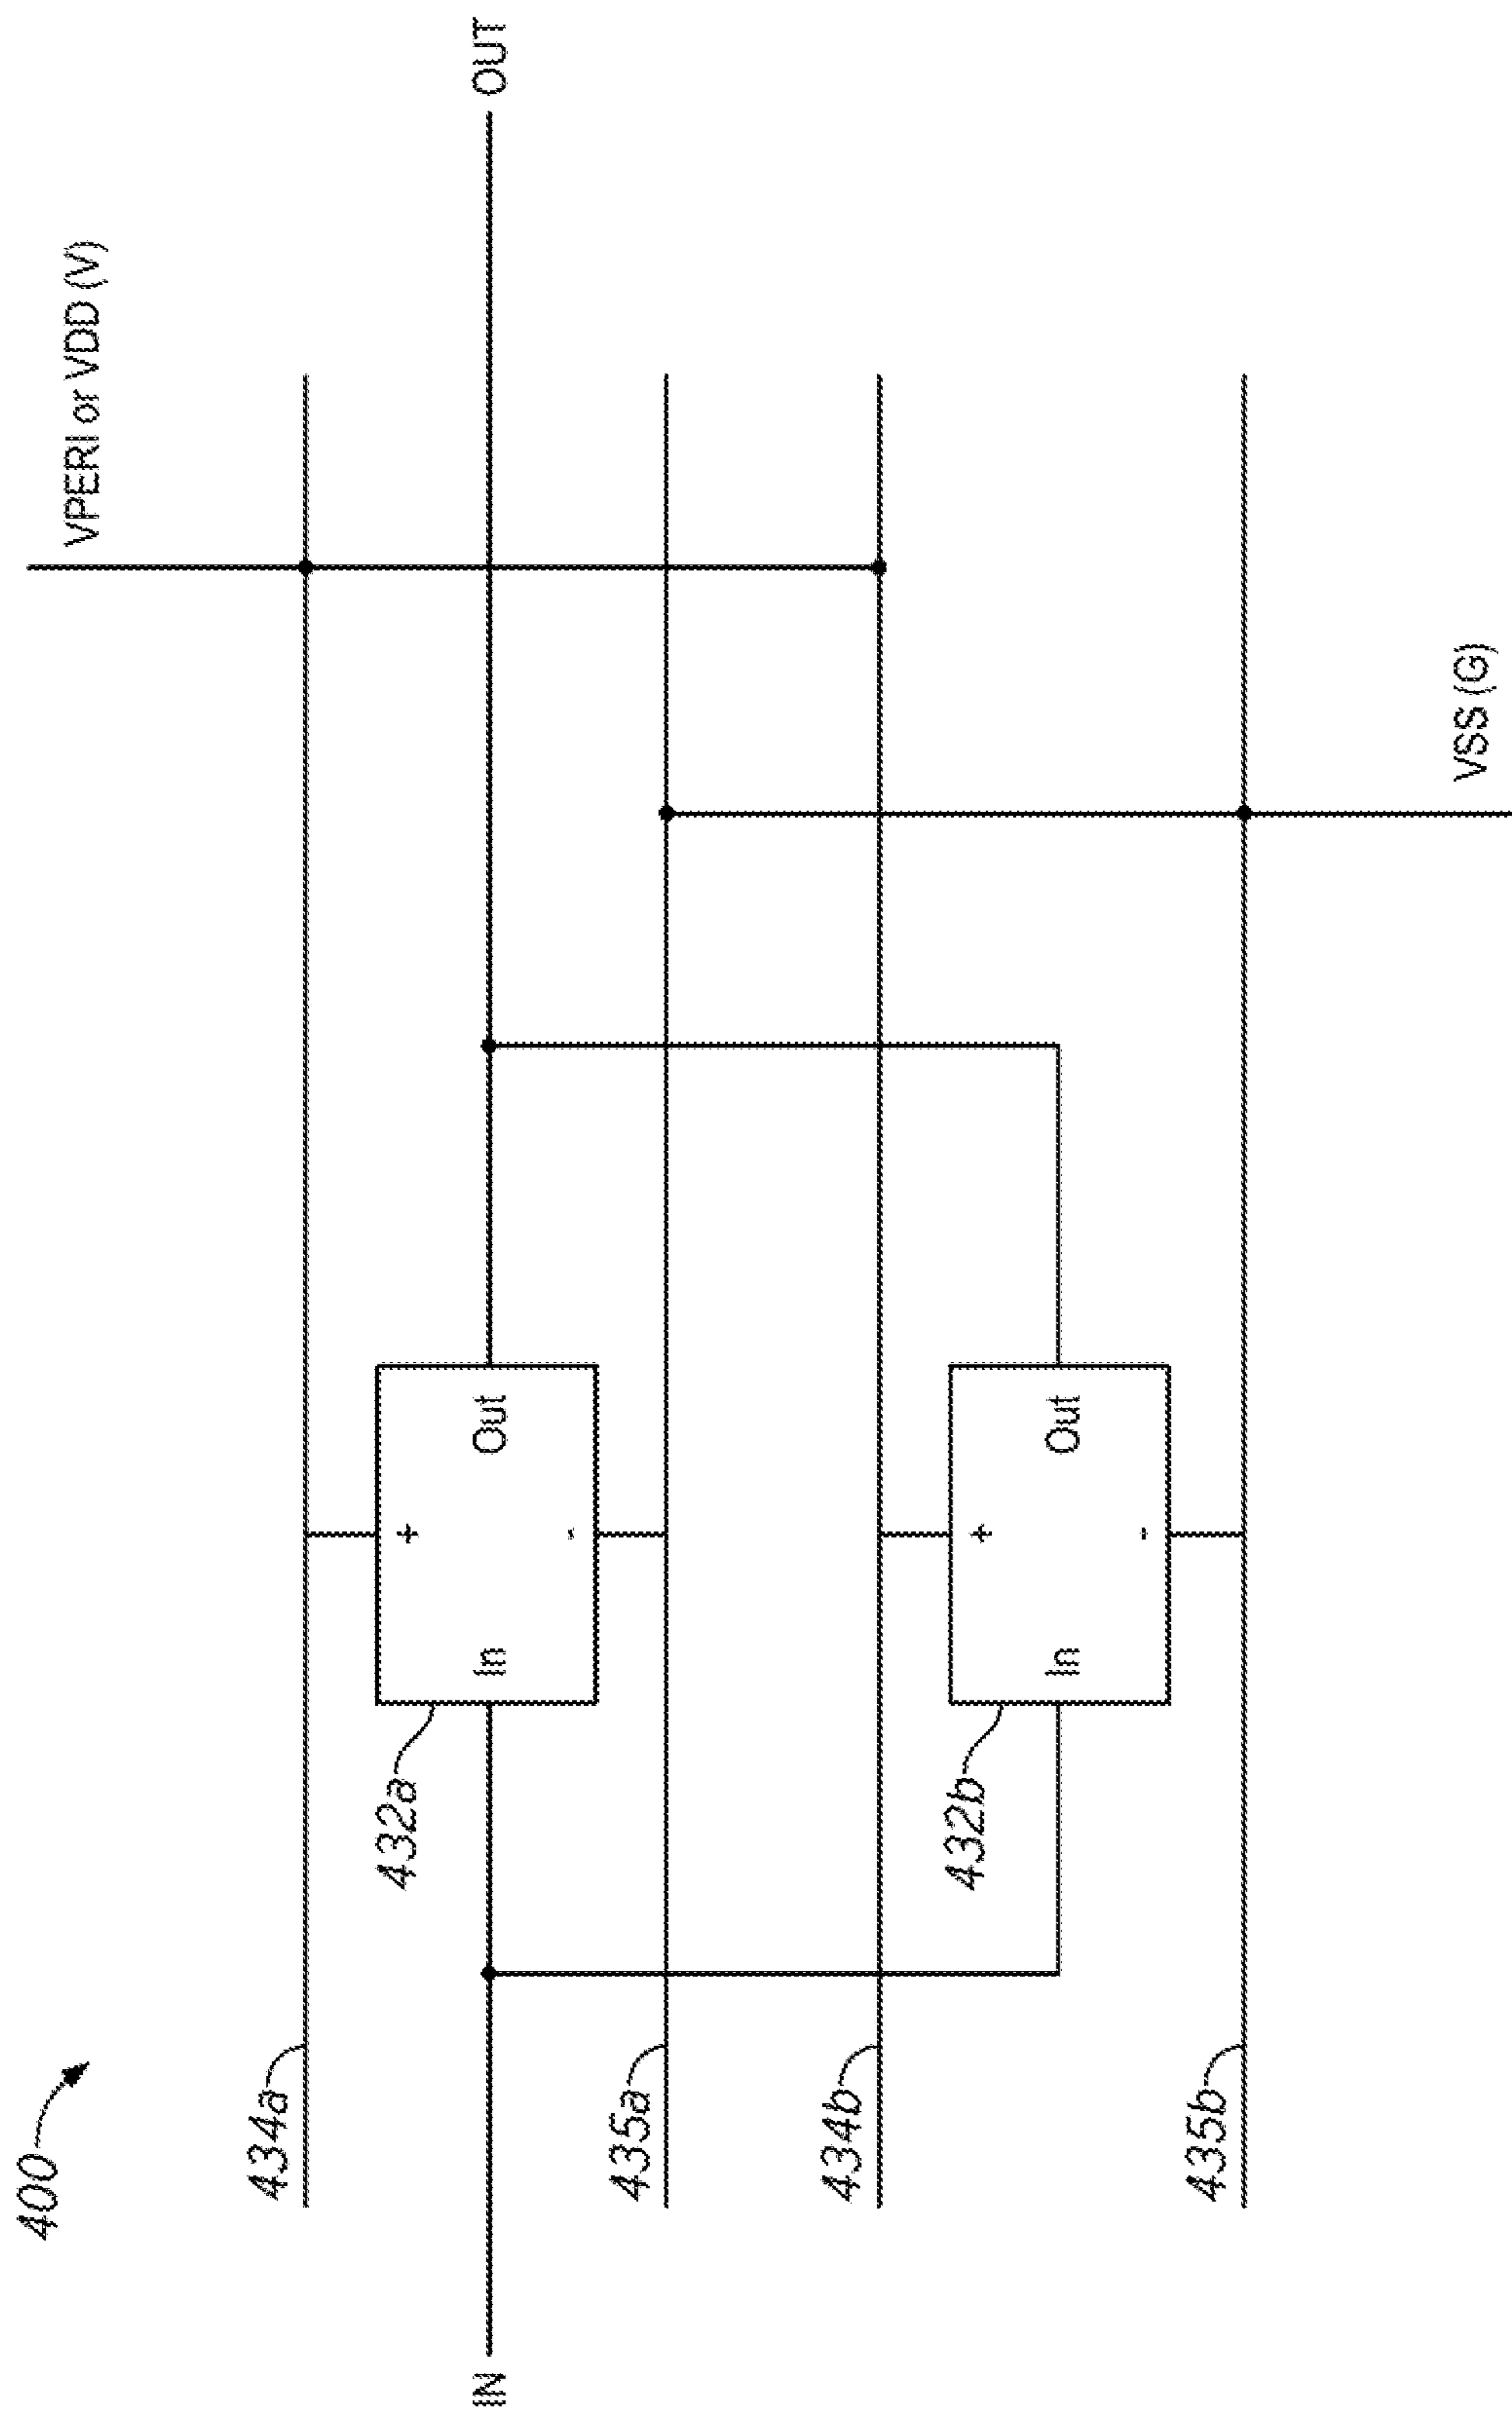 400
VPERI or VDD (V)
434a
IN
OUT
432a
+
In
Out
-
435a
434b
432b
+
In
Out
-
435b
VSS (G)